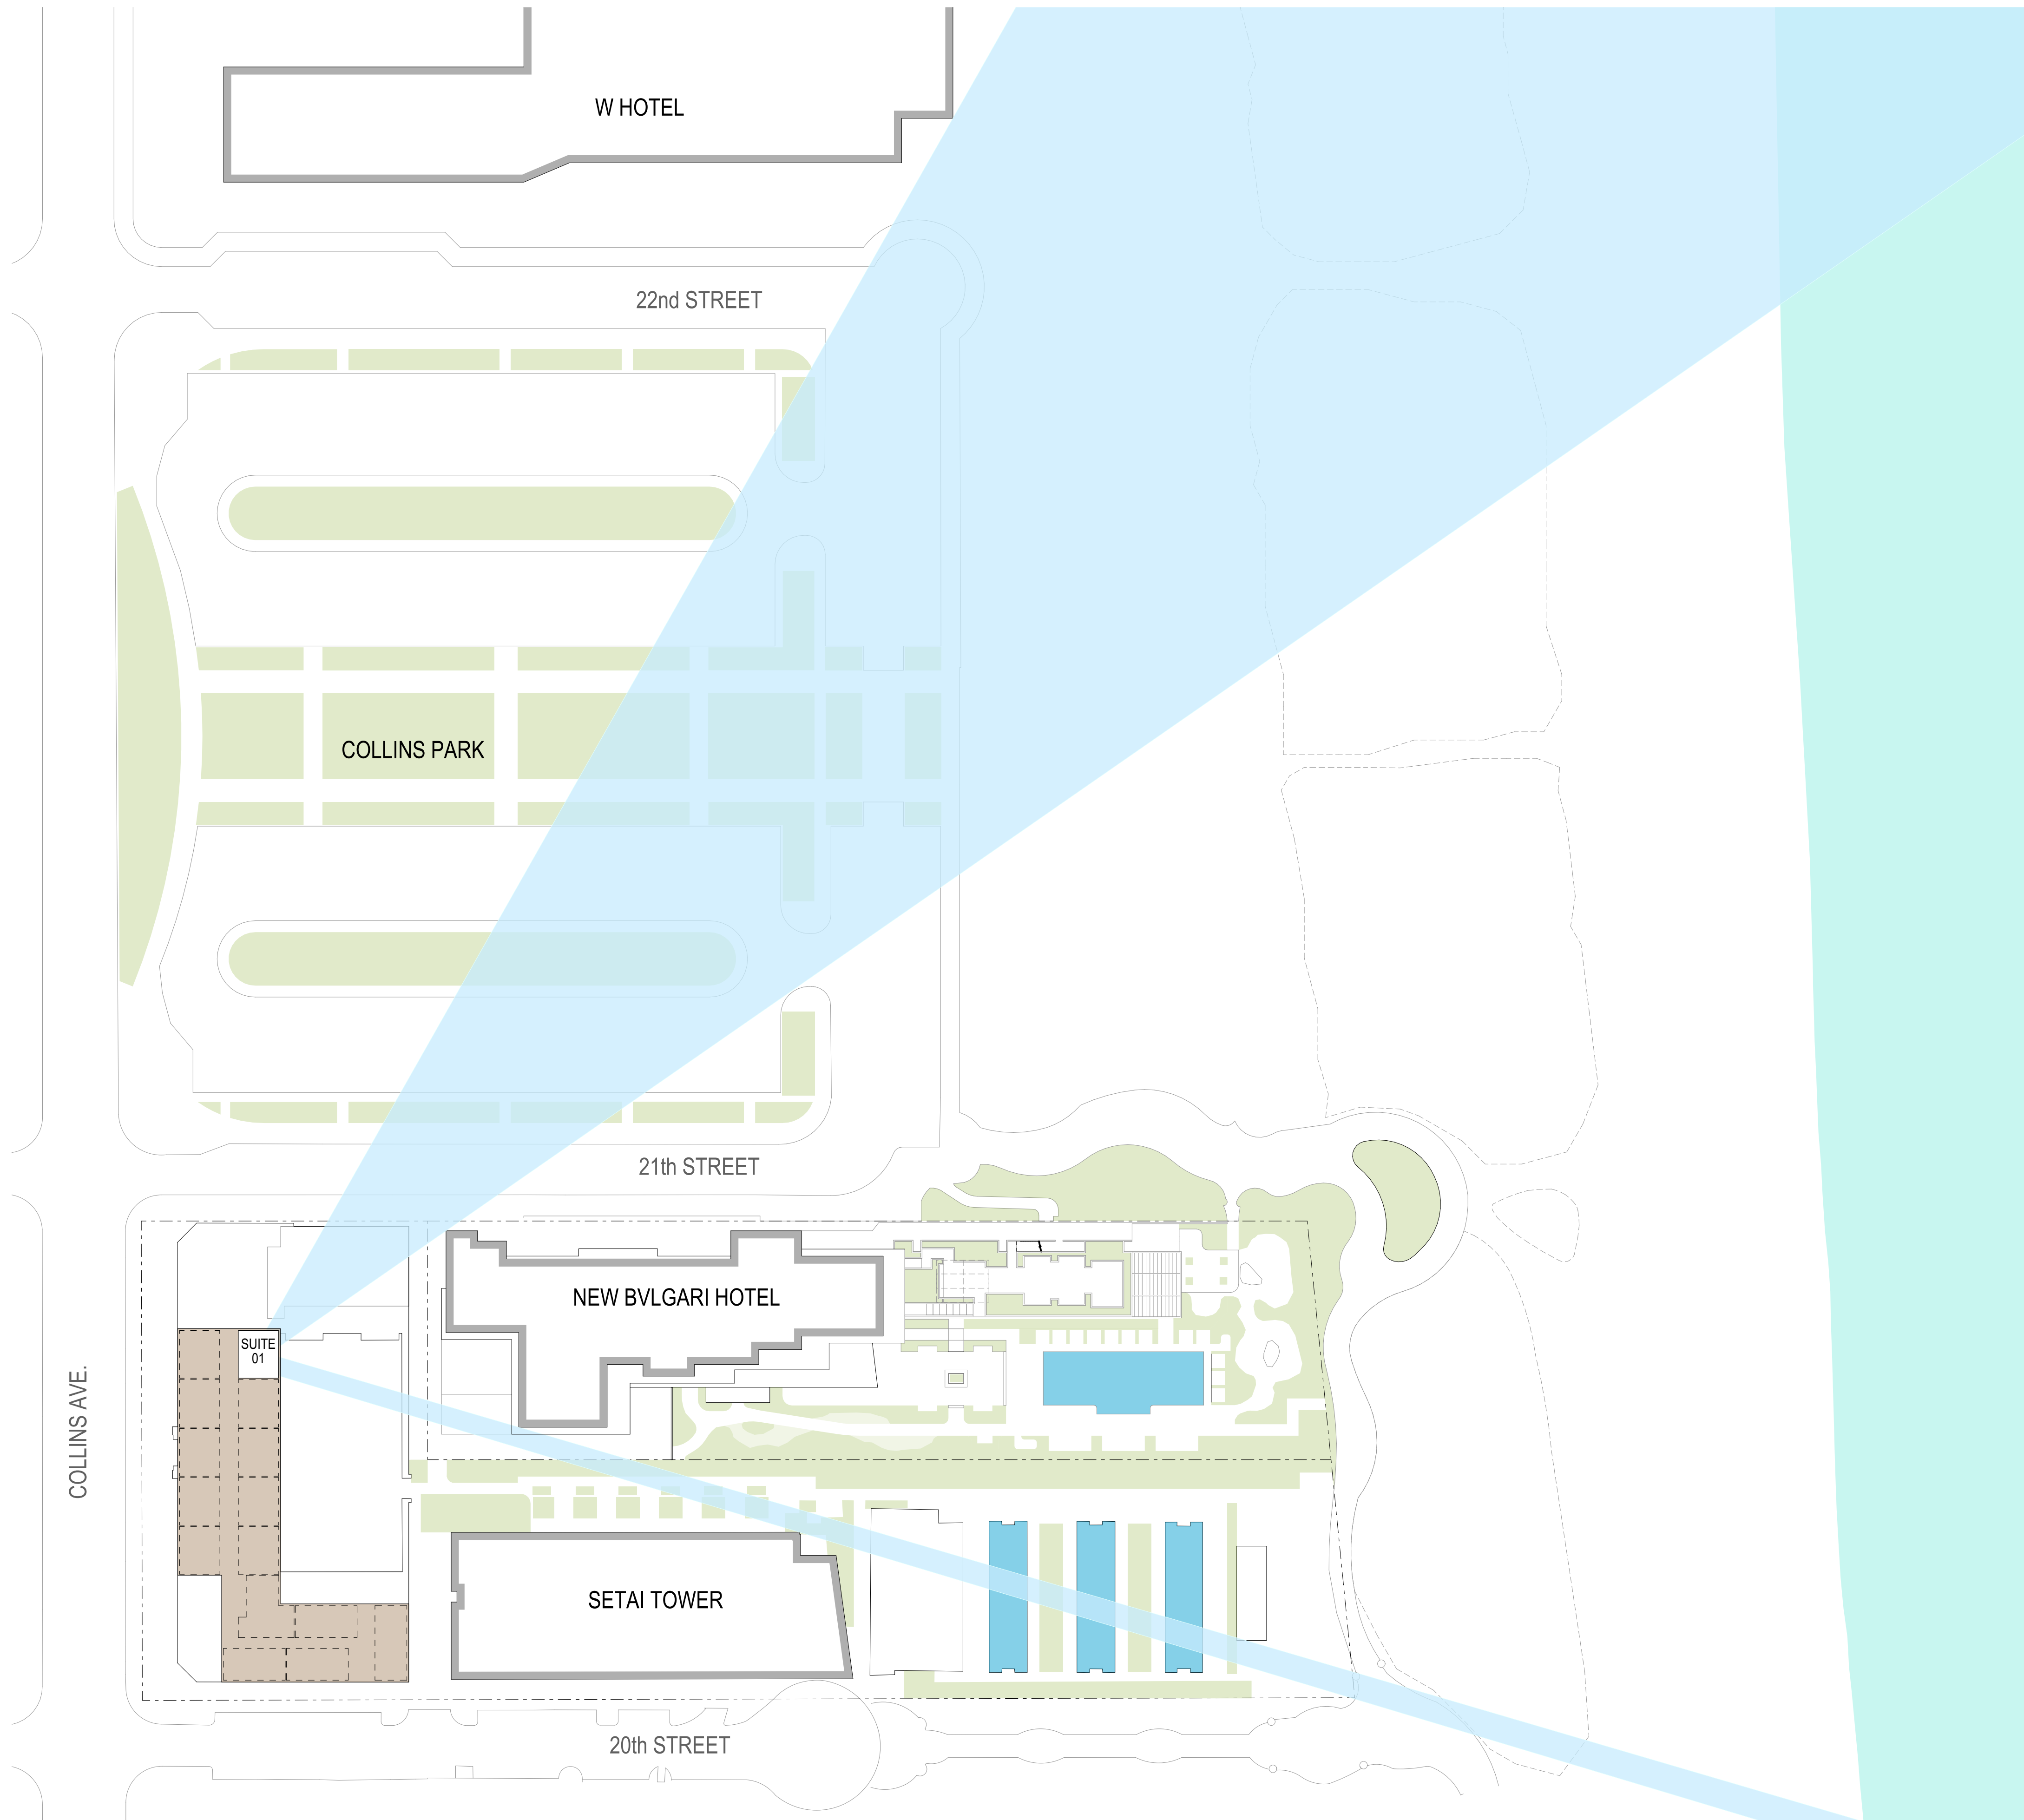 W HOTEL
22nd STREET
COLLINS PARK
21th STREET
NEW BVLGARI HOTEL
SUITE
01
COLLINS AVE.
SETAI TOWER
20th STREET